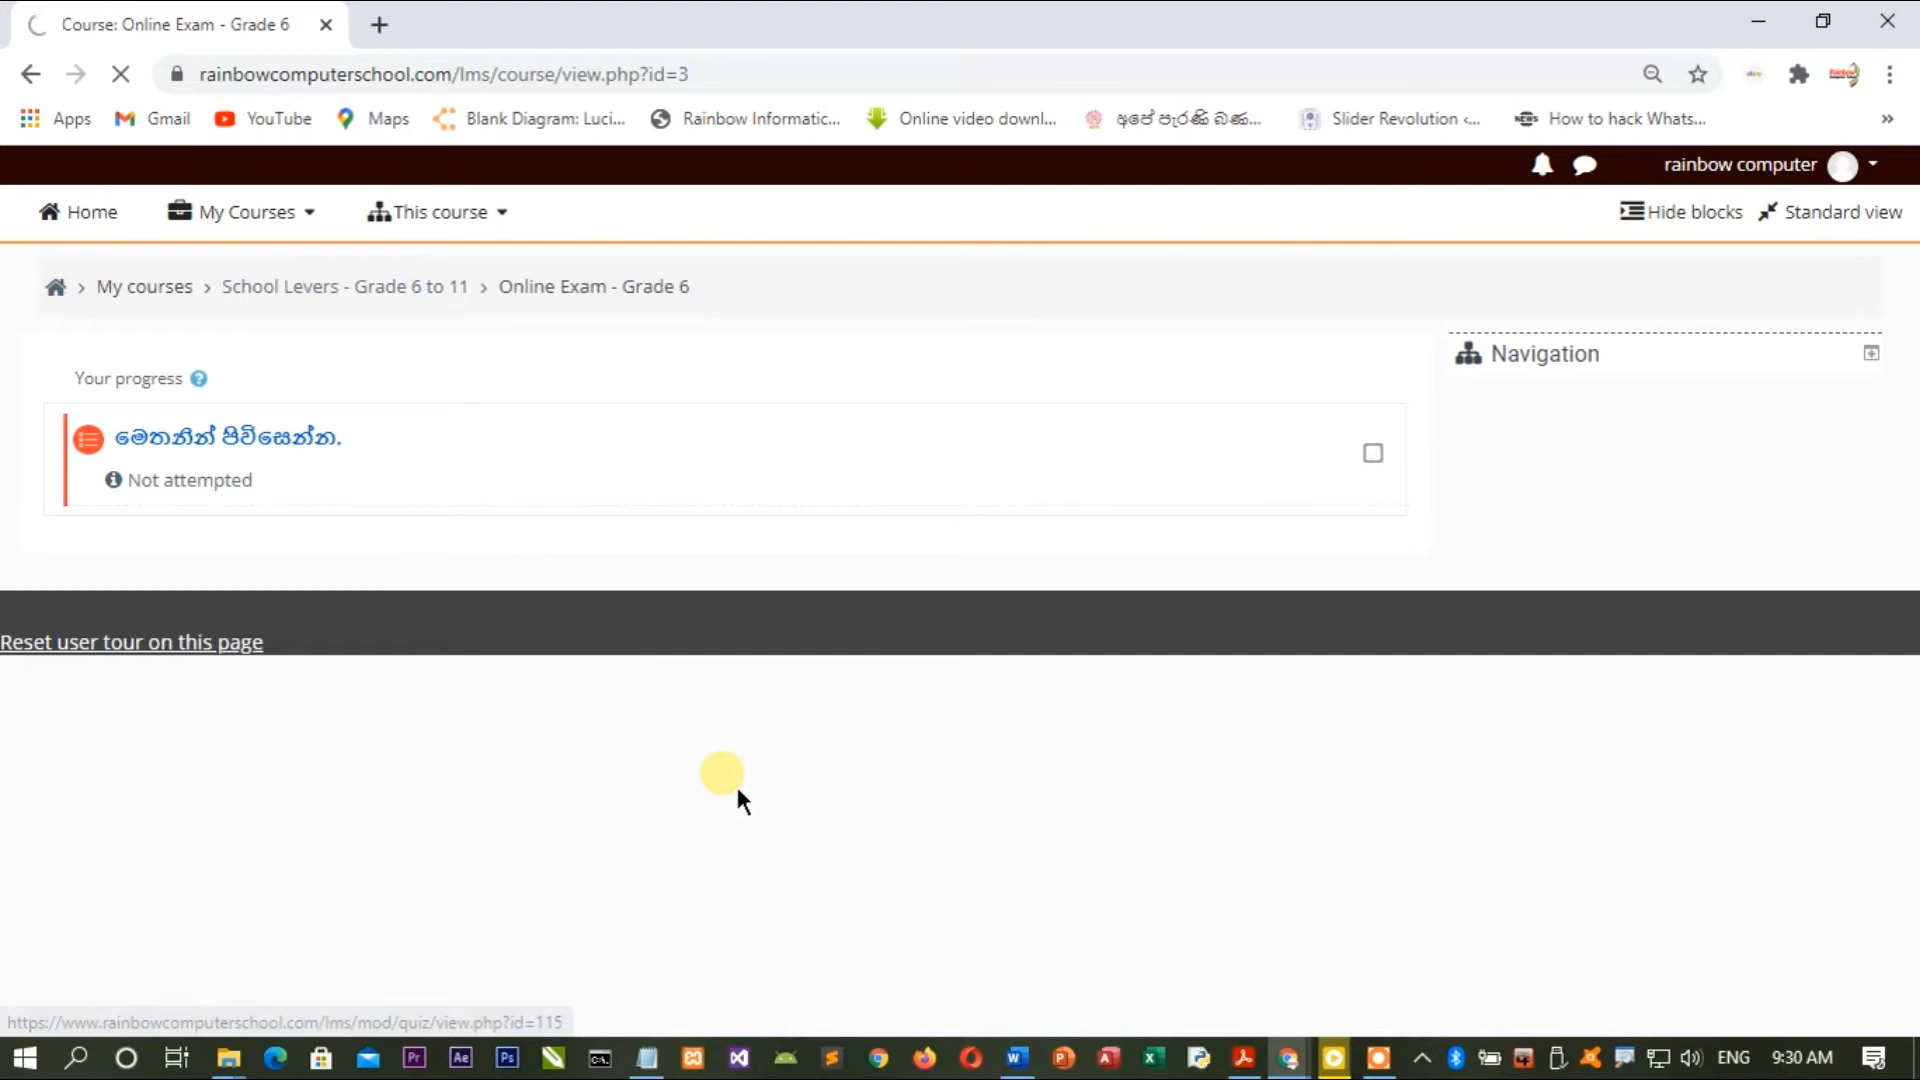 Course: Online Exam - Grade 6
rainbowcomputerschool.com/lms/course/view.php?id=3
Apps Gmail YouTube Maps Blank Diagram: Luci... Rainbow Informatic... Online video downl... අපේ පැරණි බණ... Slider Revolution <... How to hack Whats... »
rainbow computer
Home My Courses This course Hide blocks Standard view
My courses > School Levers - Grade 6 to 11 > Online Exam - Grade 6
Navigation
Your progress
මෙතනින් පිවිසෙන්න.
Not attempted
Reset user tour on this page
https://www.rainbowcomputerschool.com/lms/mod/quiz/view.php?id=115
ENG 9:30 AM